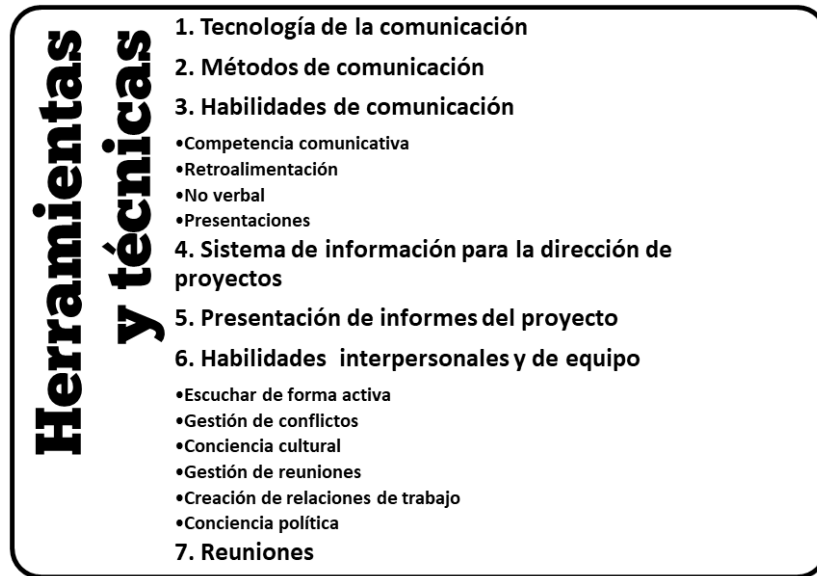 Herramientas
y técnicas
1. Tecnología de la comunicación
2. Métodos de comunicación
3. Habilidades de comunicación
•Competencia comunicativa
•Retroalimentación
•No verbal
•Presentaciones
4. Sistema de información para la dirección de
proyectos
5. Presentación de informes del proyecto
6. Habilidades  interpersonales y de equipo
•Escuchar de forma activa
•Gestión de conflictos
•Conciencia cultural
•Gestión de reuniones
•Creación de relaciones de trabajo
•Conciencia política
7. Reuniones